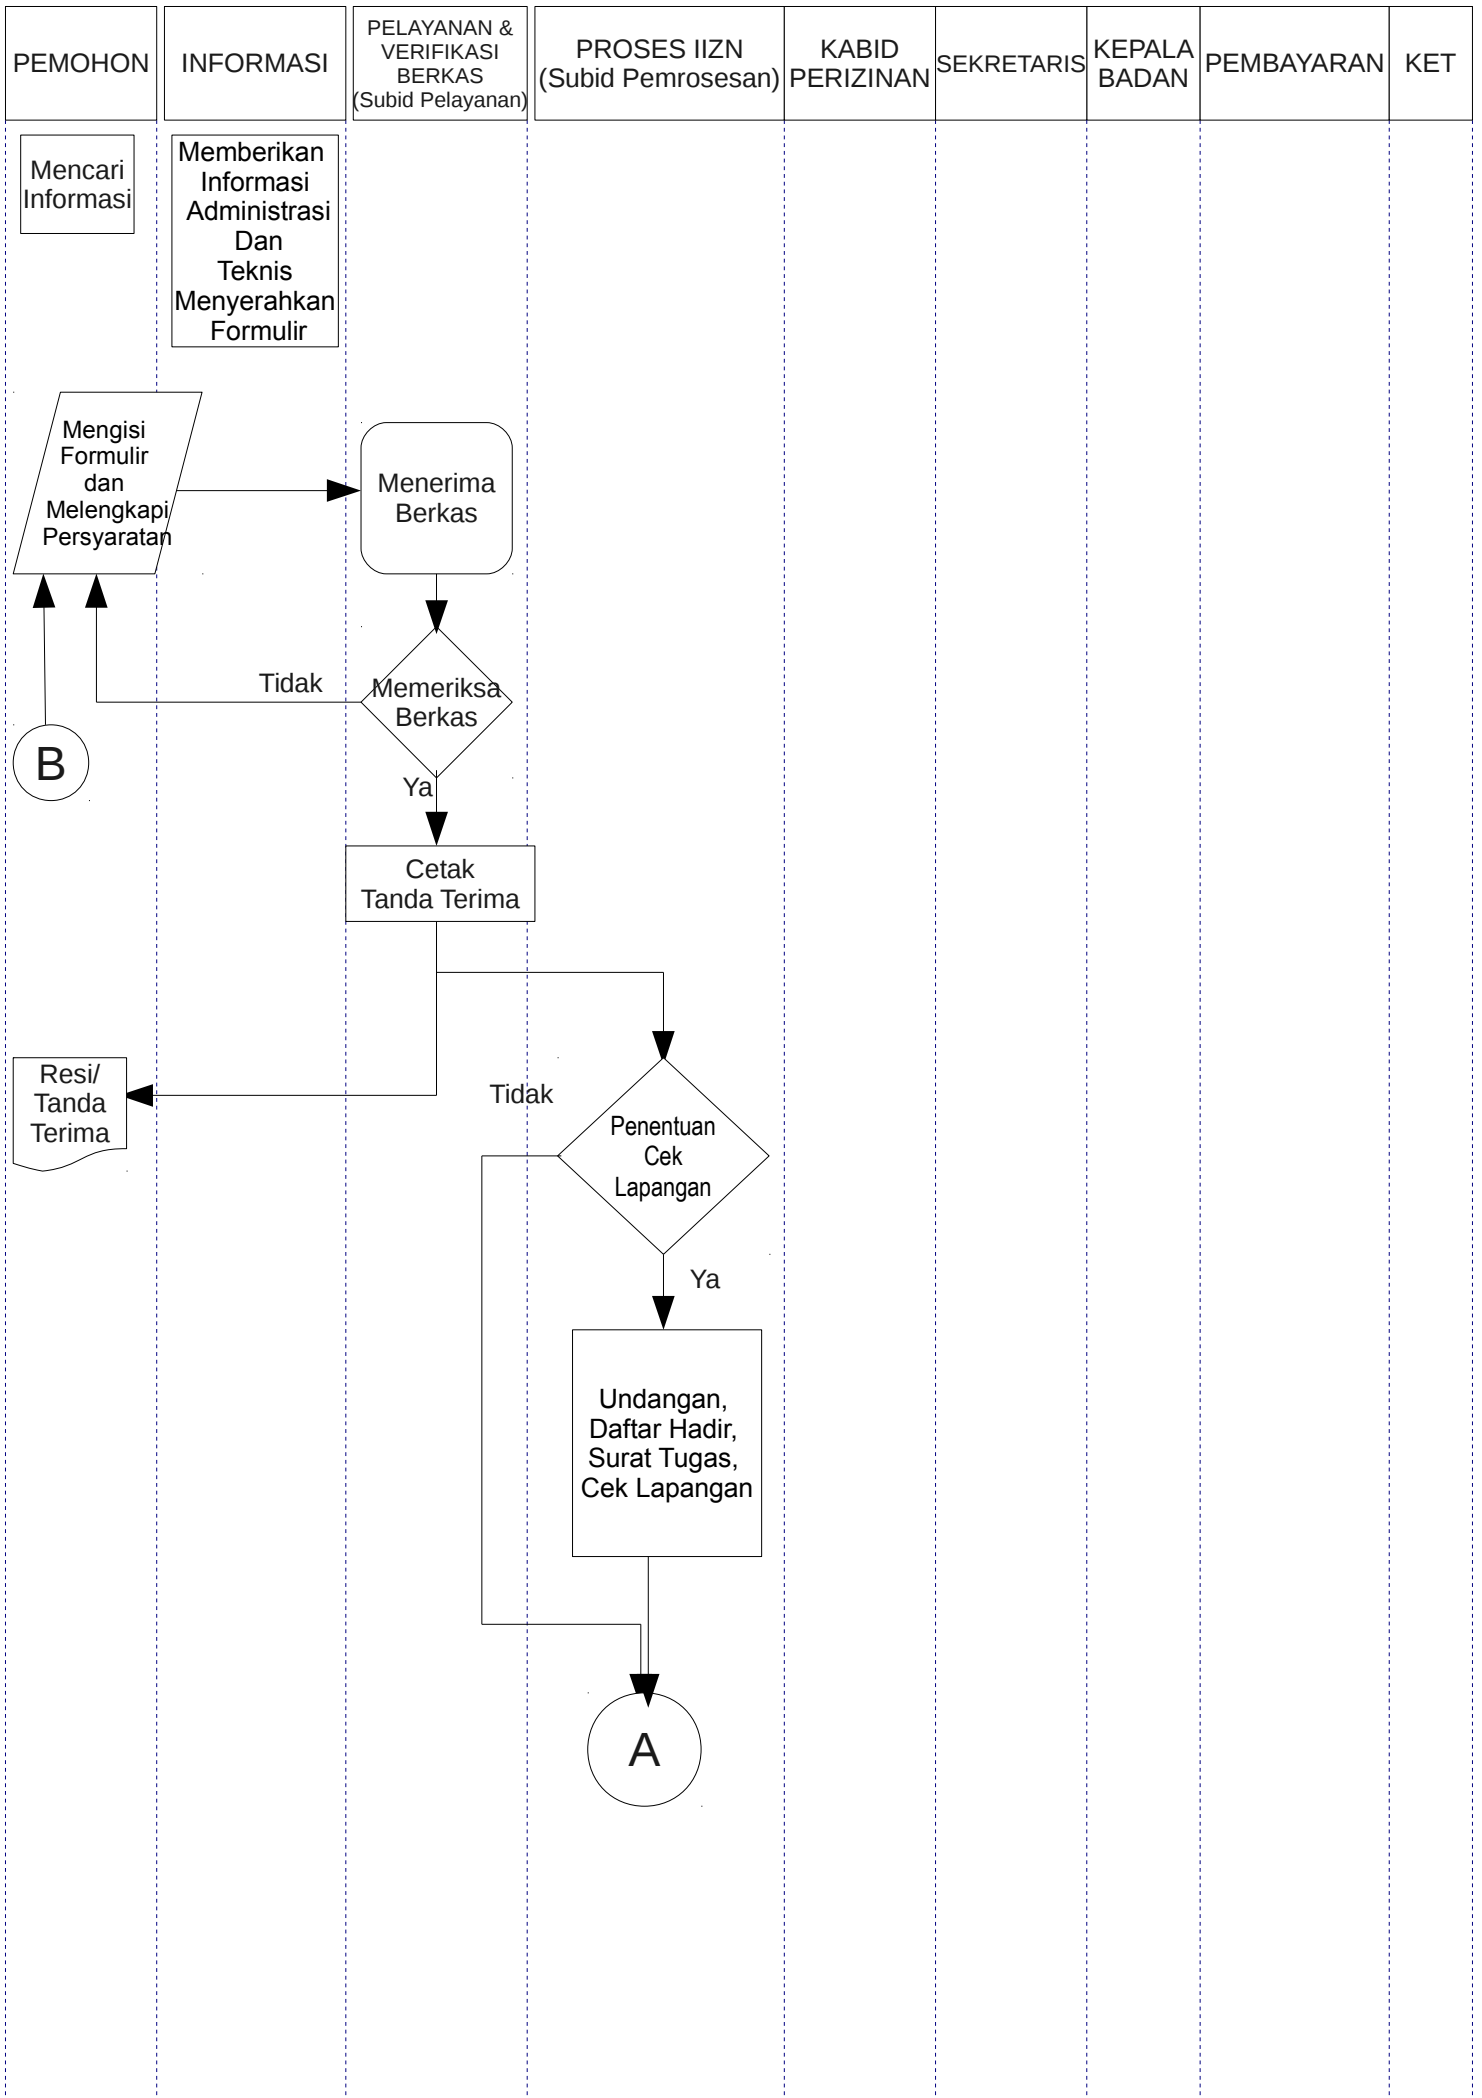 PEMOHON
INFORMASI
PELAYANAN &
VERIFIKASI
BERKAS
(Subid Pelayanan)
PROSES IIZN
(Subid Pemrosesan)
KABID
PERIZINAN
SEKRETARIS
KEPALA
BADAN
PEMBAYARAN
KET
Mencari
Informasi
Memberikan
Informasi
Administrasi
Dan
Teknis
Menyerahkan
Formulir
Mengisi
Formulir
dan
Melengkapi
Persyaratan
Menerima
Berkas
Tidak
Memeriksa
Berkas
B
Ya
Cetak
Tanda Terima
Resi/
Tanda
Terima
Tidak
Penentuan
Cek
Lapangan
Ya
Undangan,
Daftar Hadir,
Surat Tugas,
Cek Lapangan
A